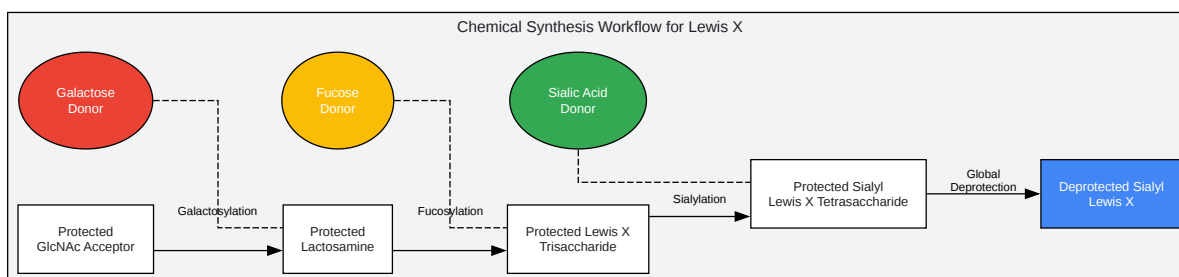 Chemical Synthesis Workflow for Lewis X
Galactose
Donor
Fucose
Donor
Sialic Acid
Donor
Protected
GlcNAc Acceptor
Galactosylation
Protected
Lactosamine
Fucosylation
Protected Lewis X
Trisaccharide
Sialylation
Protected Sialyl
Lewis X Tetrasaccharide
Global
Deprotection
Deprotected Sialyl
Lewis X